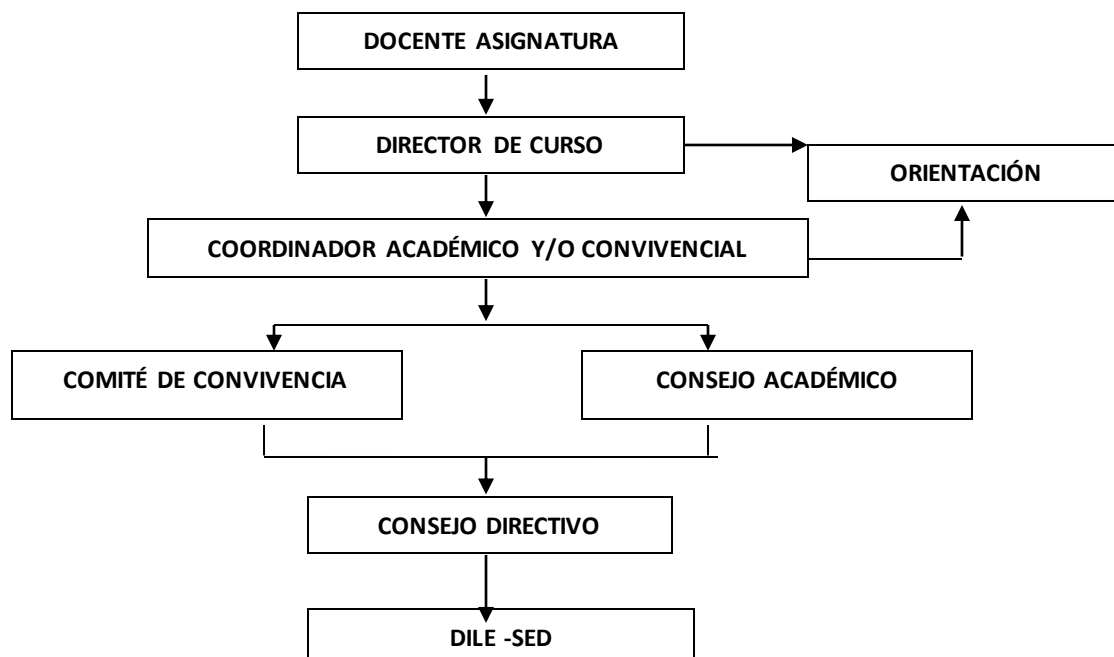 DOCENTE ASIGNATURA
DIRECTOR DE CURSO
ORIENTACIÓN
COORDINADOR ACADÉMICO Y/O CONVIVENCIAL
COMITÉ DE CONVIVENCIA
CONSEJO ACADÉMICO
CONSEJO DIRECTIVO
DILE -SED